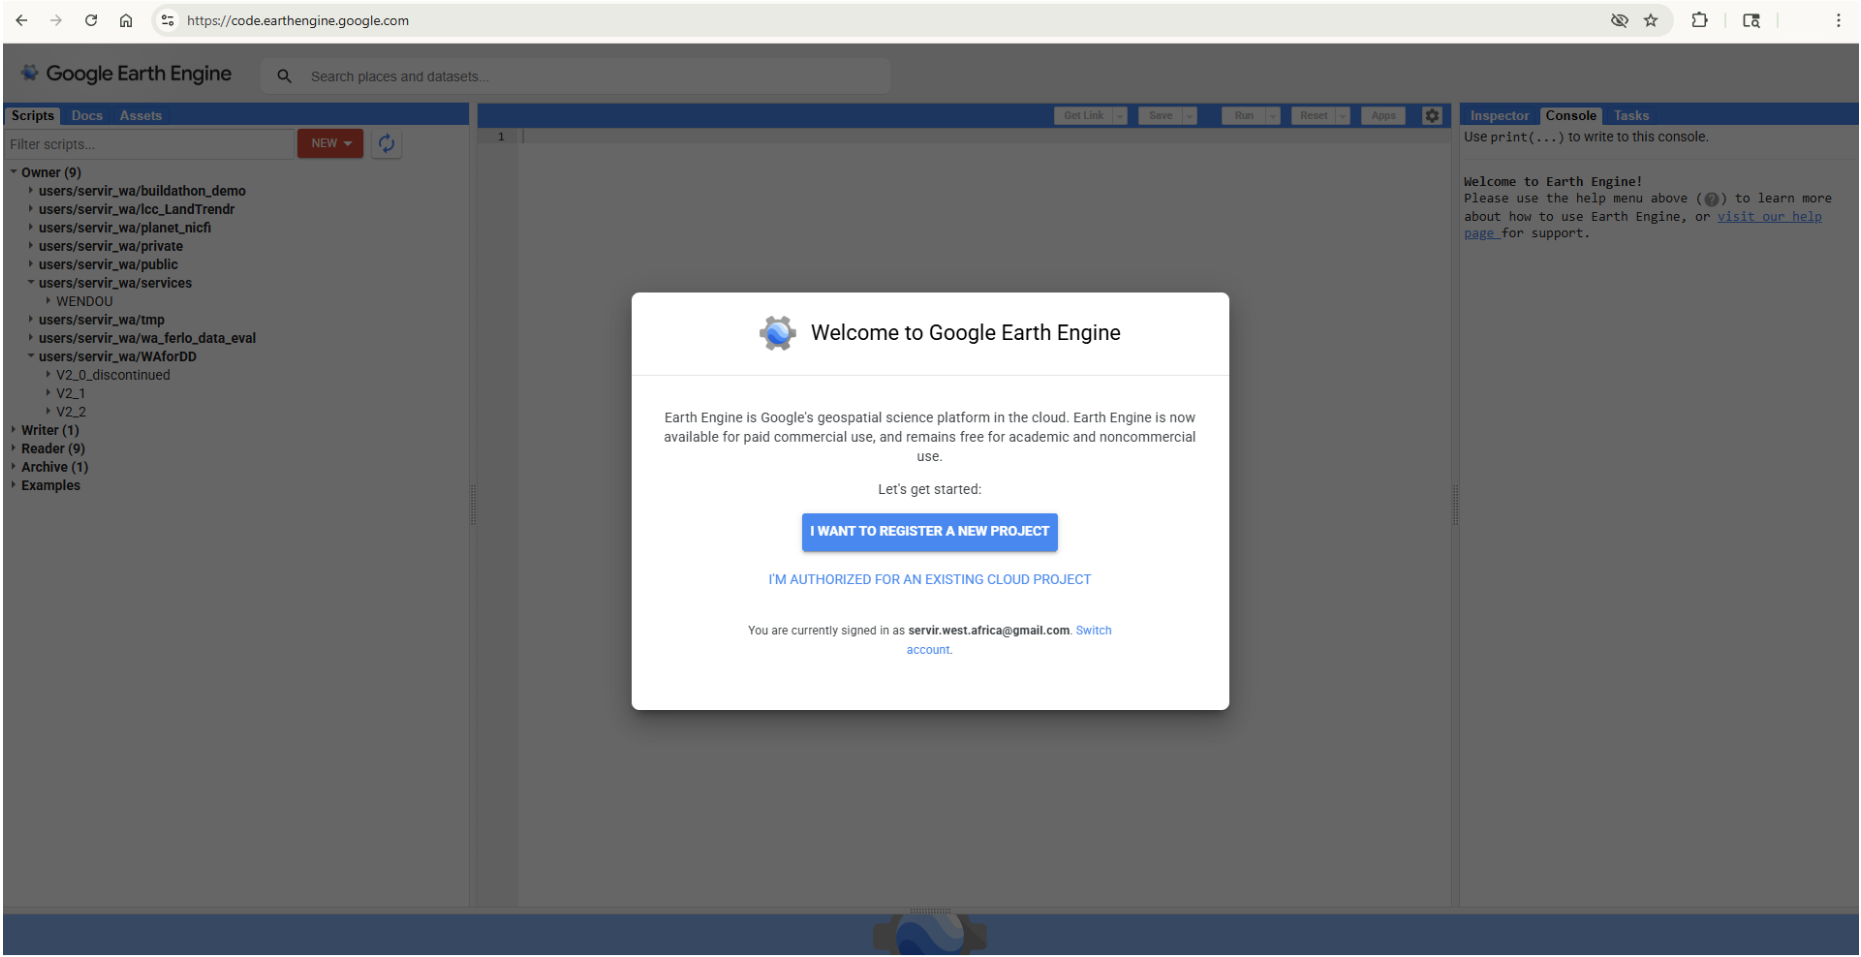 https://code.earthengine.google.com
Google Earth Engine
Search places and datasets...
Scripts Docs Assets
Filter scripts...
NEW
Owner (9)
users/servir_wa/buildathon_demo
users/servir_wa/lcc_LandTrendr
users/servir_wa/planet_nicfi
users/servir_wa/private
users/servir_wa/public
users/servir_wa/services
WENDOU
users/servir_wa/tmp
users/servir_wa/wa_ferlo_data_eval
users/servir_wa/WAforDD
V2_0_discontinued
V2_1
V2_2
Writer (1)
Reader (9)
Archive (1)
Examples
Get Link Save Run Reset Apps
1
Inspector Console Tasks
Use print(...) to write to this console.
Welcome to Earth Engine!
Please use the help menu above (?) to learn more
about how to use Earth Engine, or visit our help
page for support.
Welcome to Google Earth Engine
Earth Engine is Google's geospatial science platform in the cloud. Earth Engine is now
available for paid commercial use, and remains free for academic and noncommercial
use.
Let's get started:
I WANT TO REGISTER A NEW PROJECT
I'M AUTHORIZED FOR AN EXISTING CLOUD PROJECT
You are currently signed in as servir.west.africa@gmail.com. Switch
account.